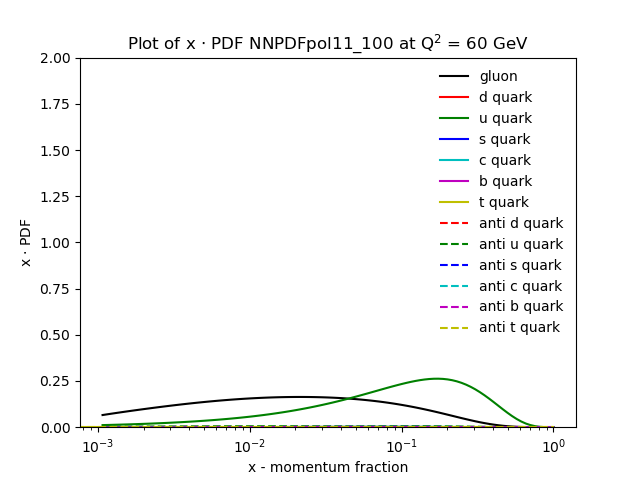 Plot of x · PDF NNPDFpol11_100 at Q² = 60 GeV
2.00
1.75
1.50
1.25
1.00
0.75
0.50
0.25
0.00
x · PDF
gluon
d quark
u quark
s quark
c quark
b quark
t quark
anti d quark
anti u quark
anti s quark
anti c quark
anti b quark
anti t quark
10⁻³ 10⁻² 10⁻¹ 10⁰
x - momentum fraction